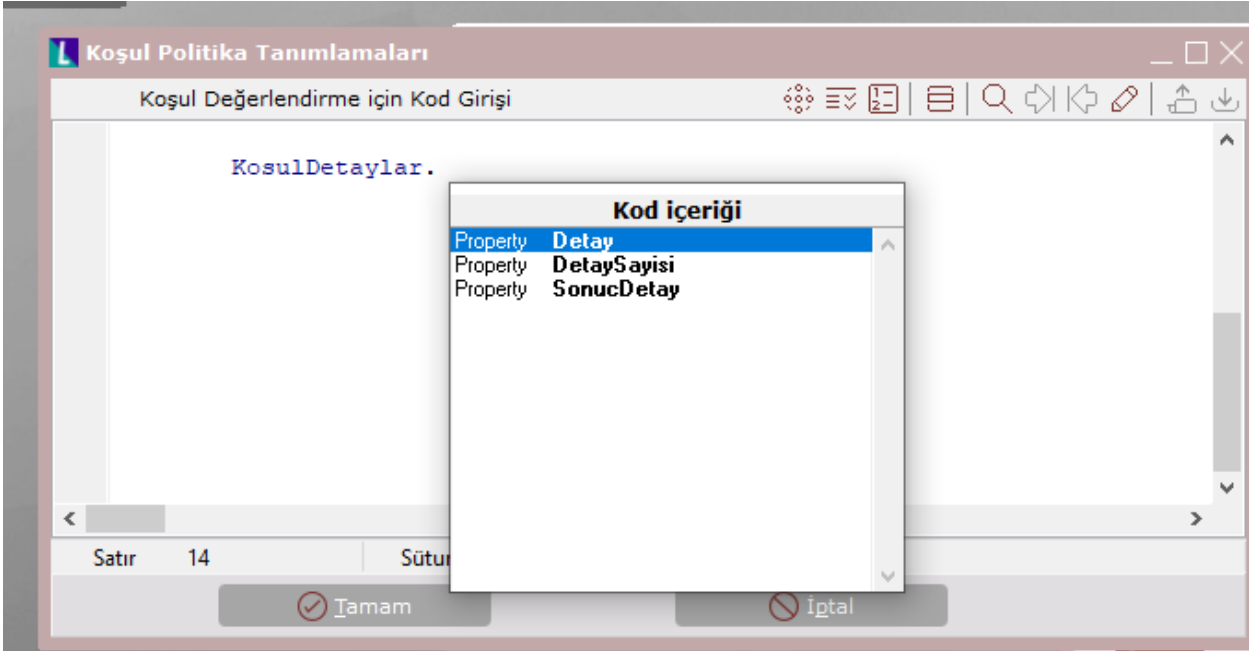 Koşul Politika Tanımlamaları
Koşul Değerlendirme için Kod Girişi
KosulDetaylar.
Kod içeriği
Property Detay
Property DetaySayisi
Property SonucDetay
Satır 14
Tamam İptal